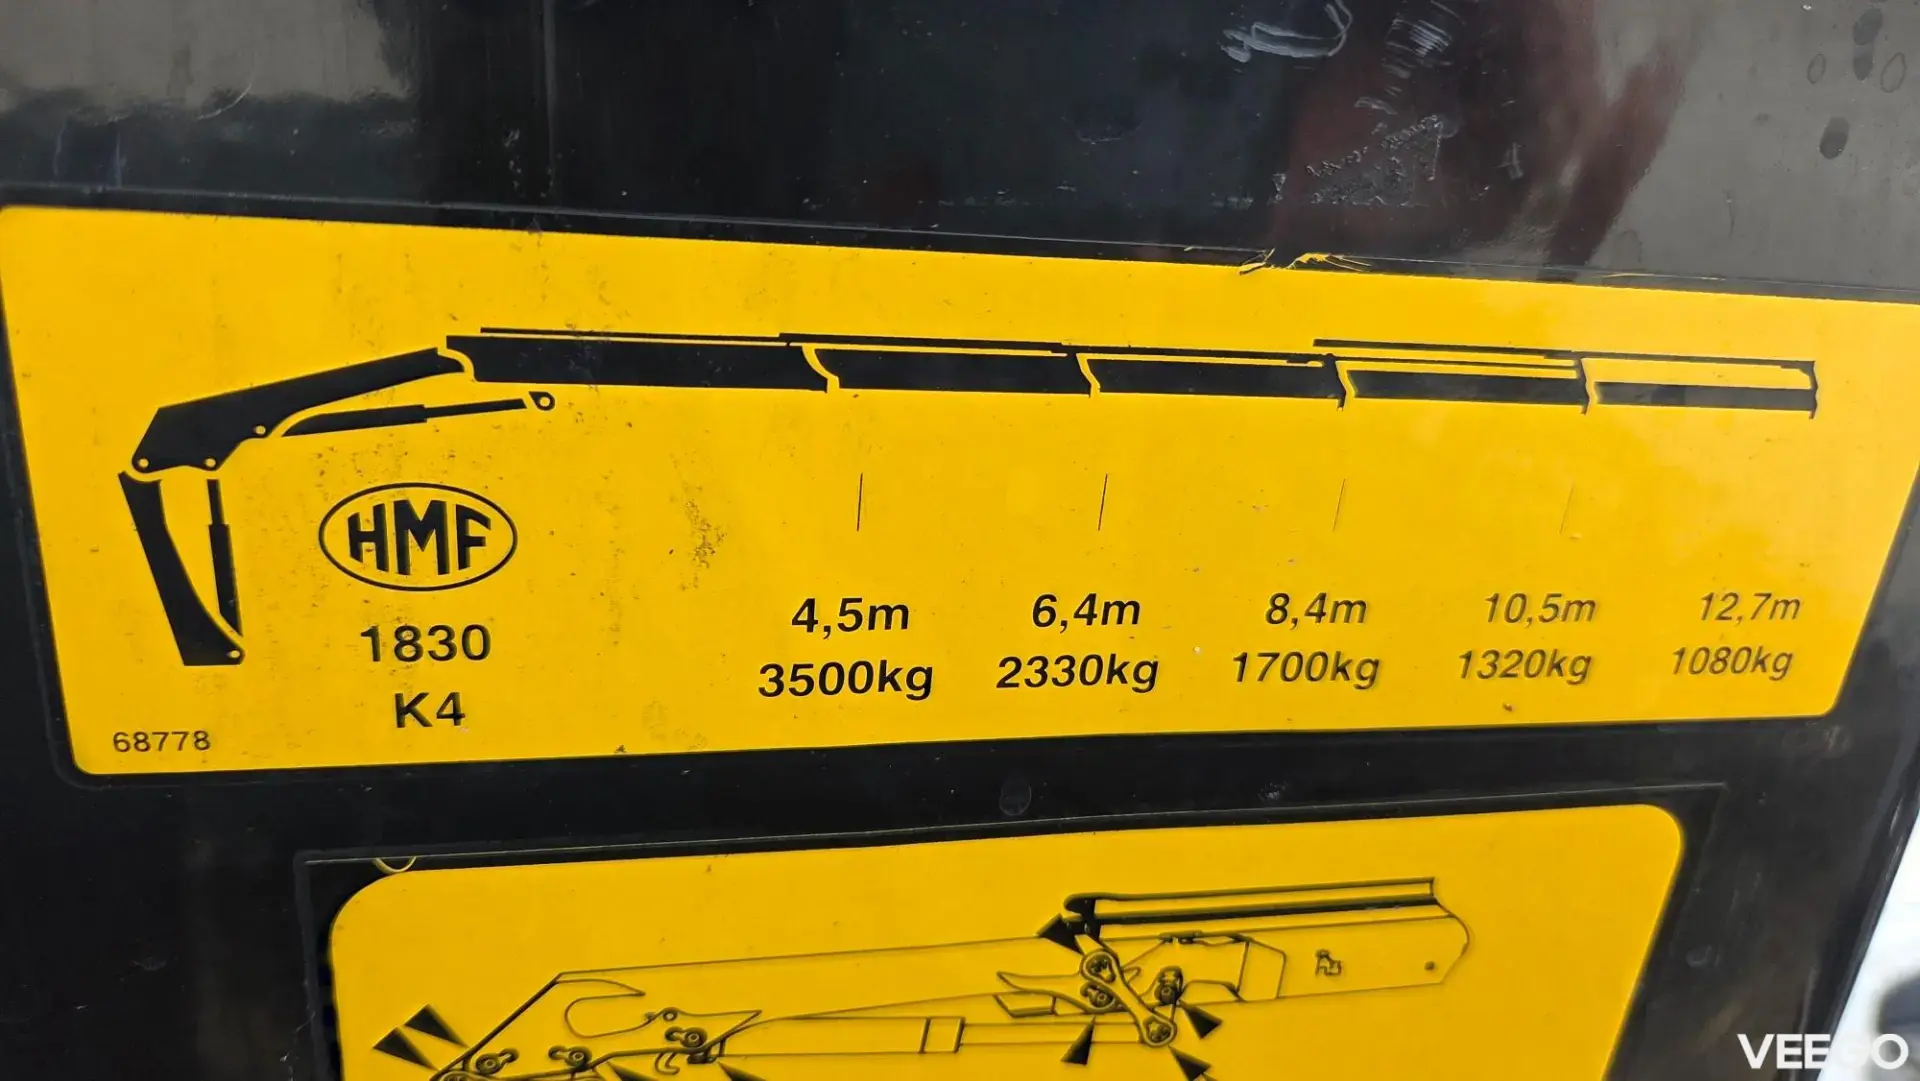 HMF
1830
K4
68778
4,5m 6,4m 8,4m 10,5m 12,7m
3500kg 2330kg 1700kg 1320kg 1080kg
VEEGO